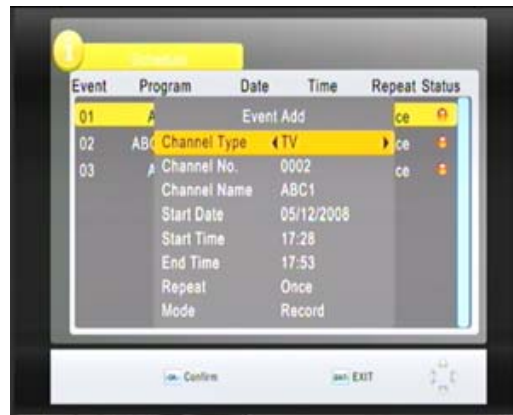 Schedule
Event Program Date Time Repeat Status
01 A ce
02 ABC ce
03 A ce
Event Add
Channel Type TV
Channel No. 0002
Channel Name ABC1
Start Date 05/12/2008
Start Time 17:28
End Time 17:53
Repeat Once
Mode Record
OK Confirm EXIT EXIT